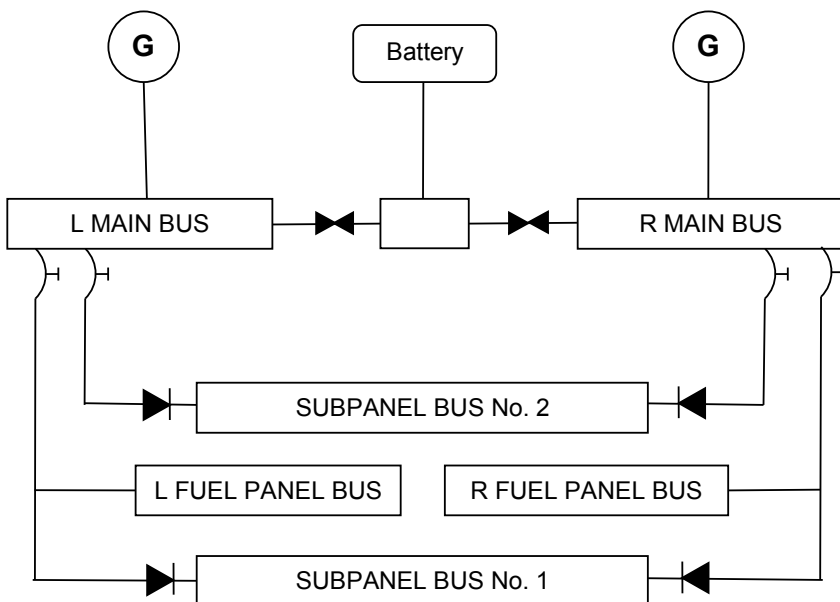 G
Battery
G
L MAIN BUS
R MAIN BUS
SUBPANEL BUS No. 2
L FUEL PANEL BUS
R FUEL PANEL BUS
SUBPANEL BUS No. 1